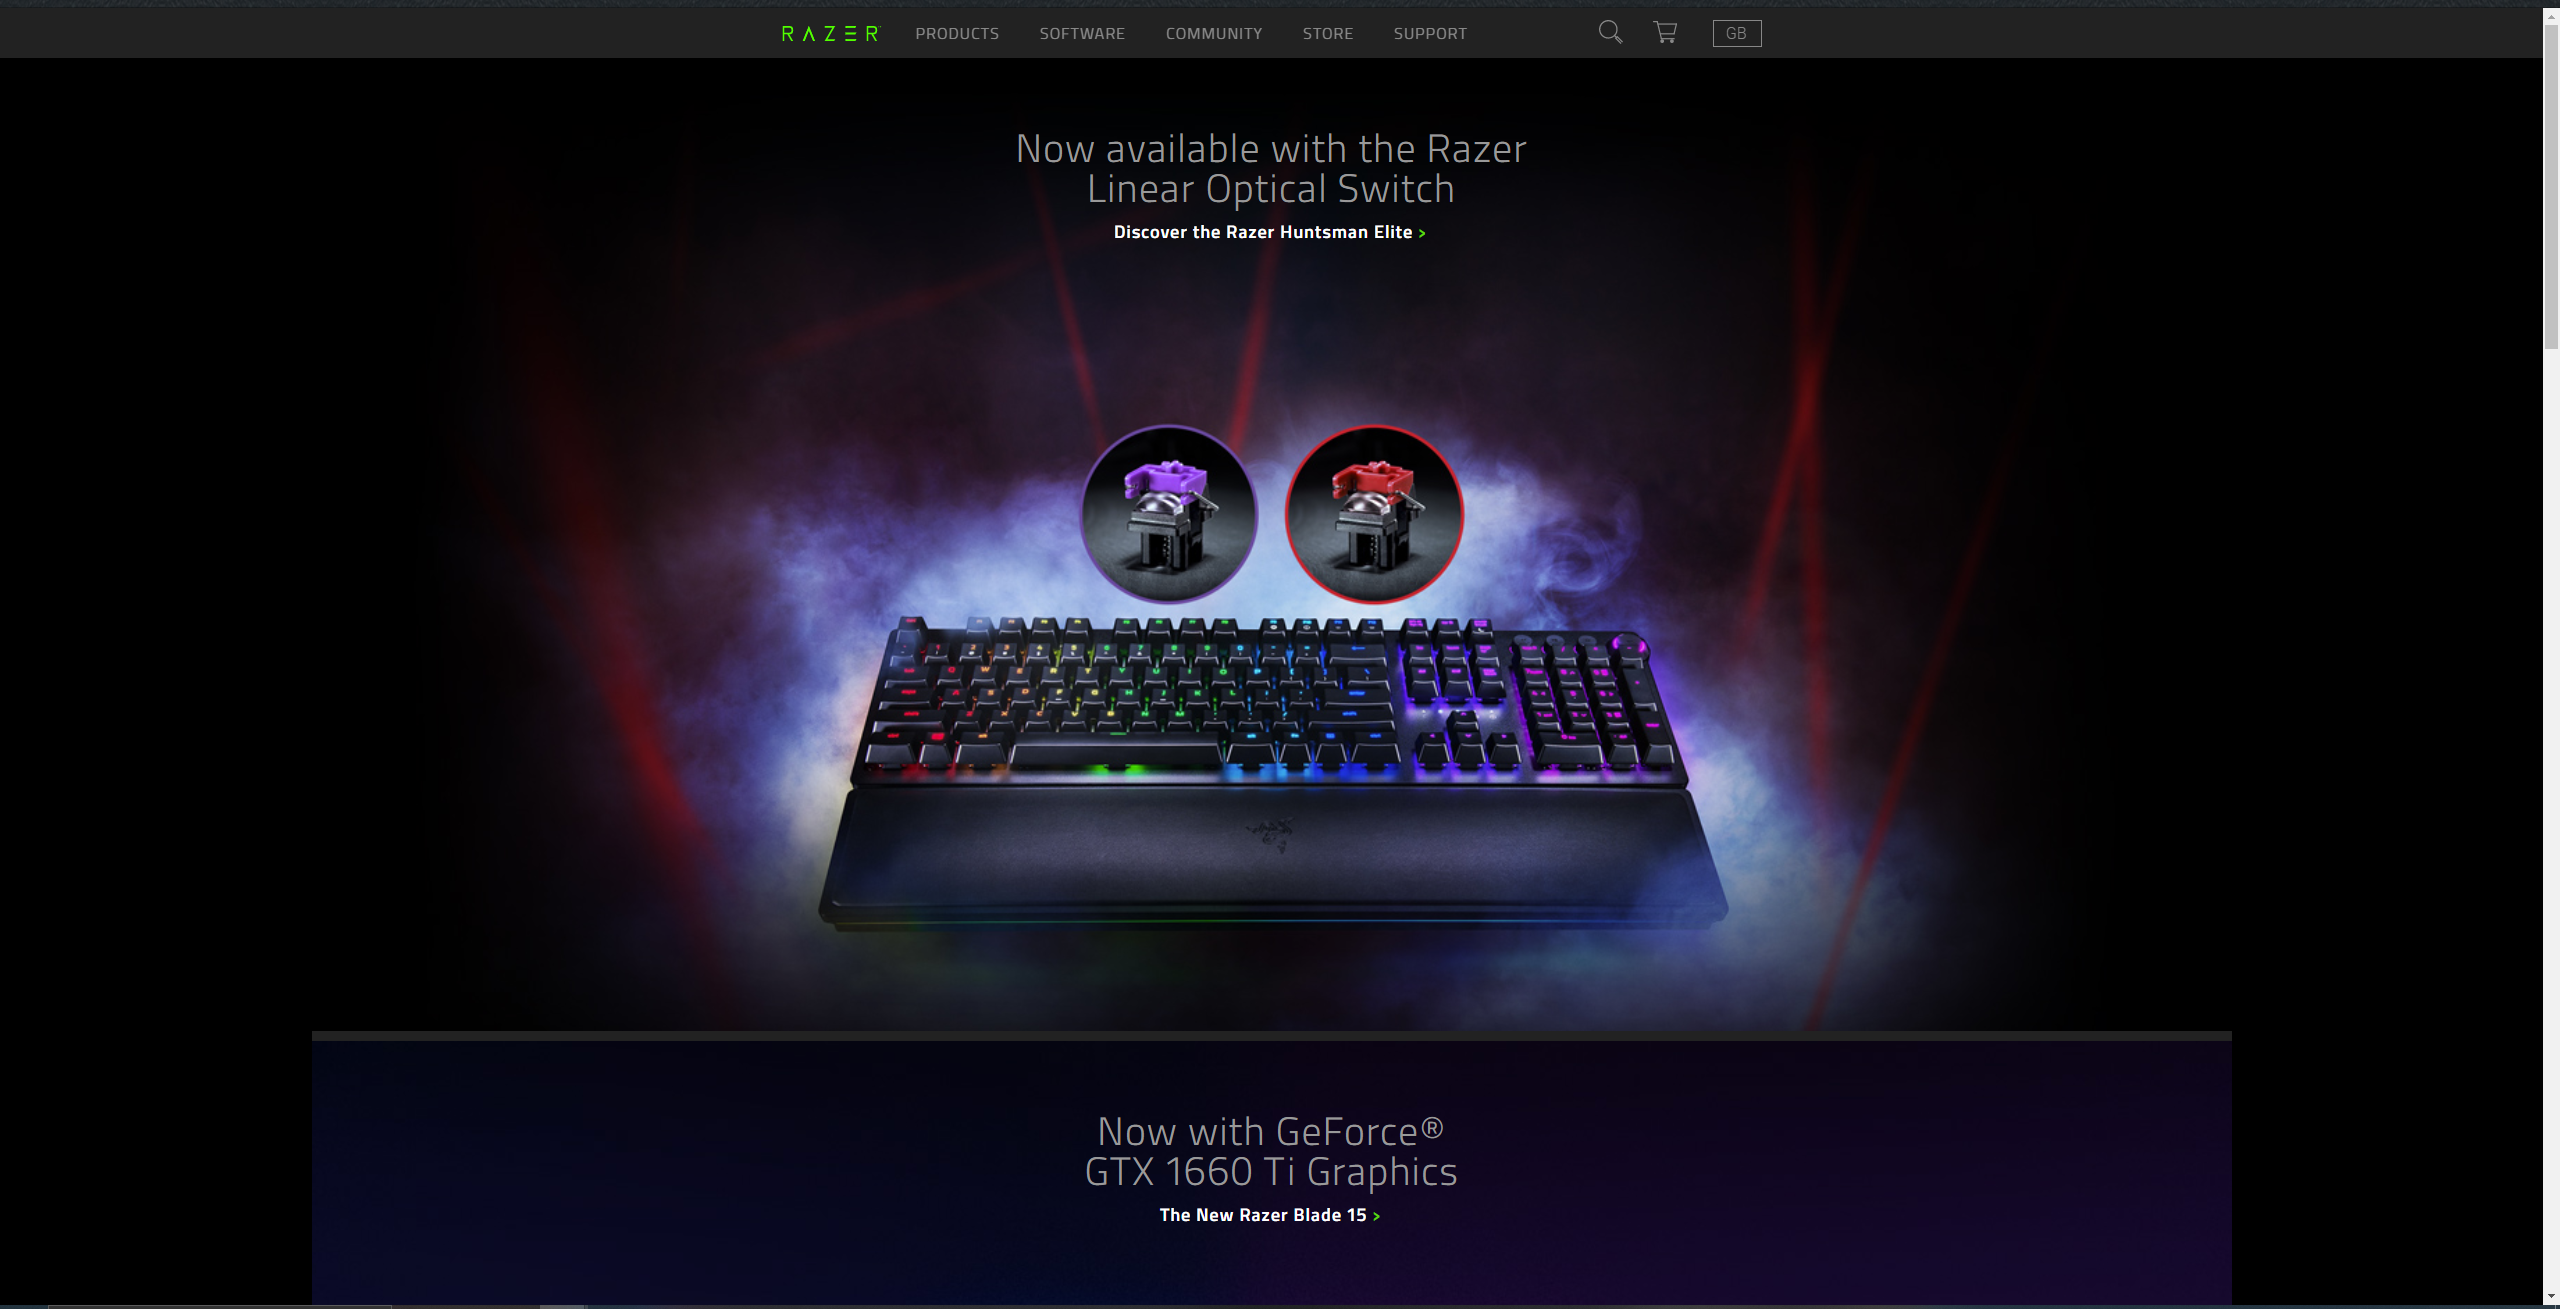 RAZER PRODUCTS SOFTWARE COMMUNITY STORE SUPPORT GB
Now available with the Razer
Linear Optical Switch
Discover the Razer Huntsman Elite >
Now with GeForce®
GTX 1660 Ti Graphics
The New Razer Blade 15 >